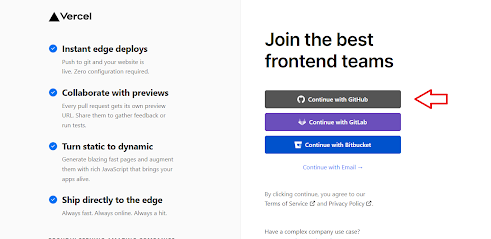 Vercel
Instant edge deploys
Push to git and your website is
live. Zero configuration required.
Collaborate with previews
Every pull request gets its own preview
URL. Share them to gather feedback or
run tests.
Turn static to dynamic
Generate blazing fast pages and augment
them with rich JavaScript that brings your
apps alive.
Ship directly to the edge
Always fast. Always online. Always a hit.
Join the best
frontend teams
Continue with GitHub
Continue with GitLab
Continue with Bitbucket
Continue with Email →
By clicking continue, you agree to our
Terms of Service and Privacy Policy.
Have a complex company use case?